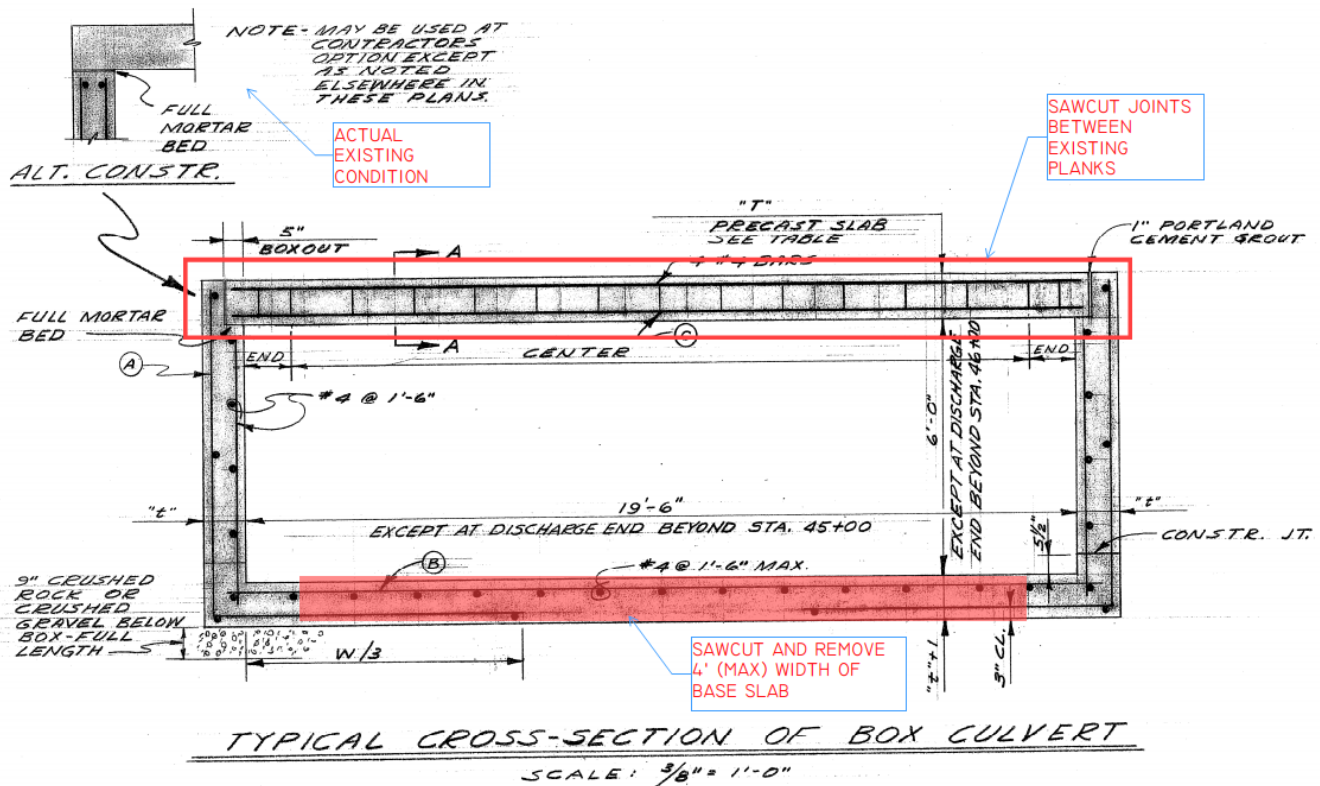 NOTE- MAY BE USED AT
CONTRACTORS
OPTION EXCEPT
AS NOTED
ELSEWHERE IN
THESE PLANS.
FULL
MORTAR
BED
ALT. CONSTR.
ACTUAL
EXISTING
CONDITION
SAWCUT JOINTS
BETWEEN
EXISTING
PLANKS
"T"
PRECAST SLAB
SEE TABLE
4 #4 BARS
1" PORTLAND
CEMENT GROUT
5"
BOXOUT
A
FULL MORTAR
BED
A
A
END
CENTER
C
END
#4 @ 1'-6"
6'-0"
EXCEPT AT DISCHARGE
END BEYOND STA. 46+00
"t"
19'-6"
EXCEPT AT DISCHARGE END BEYOND STA. 45+00
"t"
5½"
CONSTR. JT.
B
#4 @ 1'-6" MAX.
9" CRUSHED
ROCK OR
CRUSHED
GRAVEL BELOW
BOX-FULL
LENGTH
W/3
SAWCUT AND REMOVE
4' (MAX) WIDTH OF
BASE SLAB
"t"+1
3" CL.
TYPICAL CROSS-SECTION OF BOX CULVERT
SCALE: 3/8" = 1'-0"